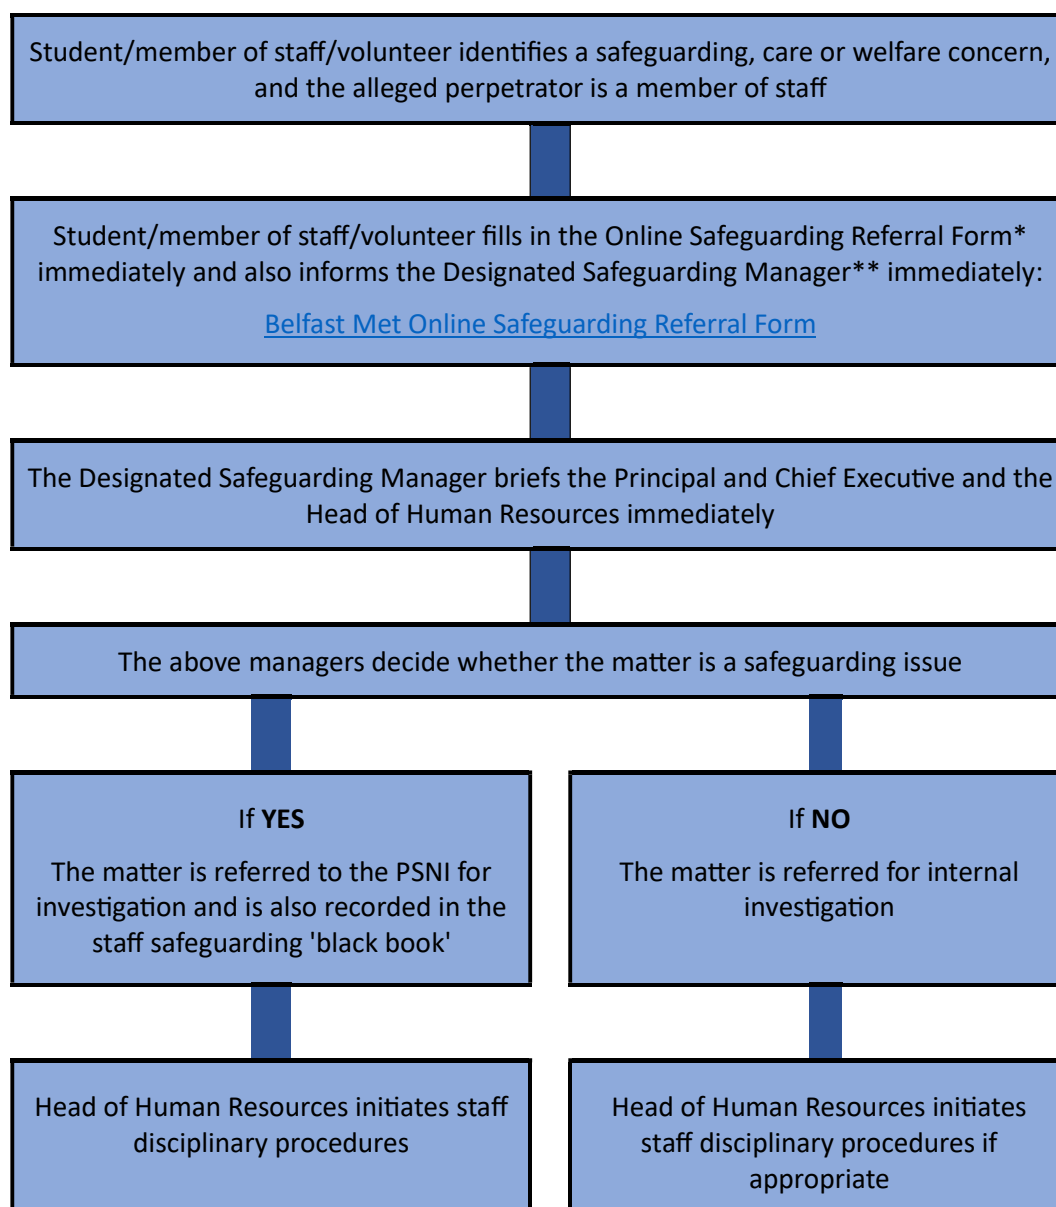 Student/member of staff/volunteer identifies a safeguarding, care or welfare concern,
and the alleged perpetrator is a member of staff
Student/member of staff/volunteer fills in the Online Safeguarding Referral Form*
immediately and also informs the Designated Safeguarding Manager** immediately:
Belfast Met Online Safeguarding Referral Form
The Designated Safeguarding Manager briefs the Principal and Chief Executive and the
Head of Human Resources immediately
The above managers decide whether the matter is a safeguarding issue
If YES
The matter is referred to the PSNI for
investigation and is also recorded in the
staff safeguarding 'black book'
If NO
The matter is referred for internal
investigation
Head of Human Resources initiates staff
disciplinary procedures
Head of Human Resources initiates
staff disciplinary procedures if
appropriate